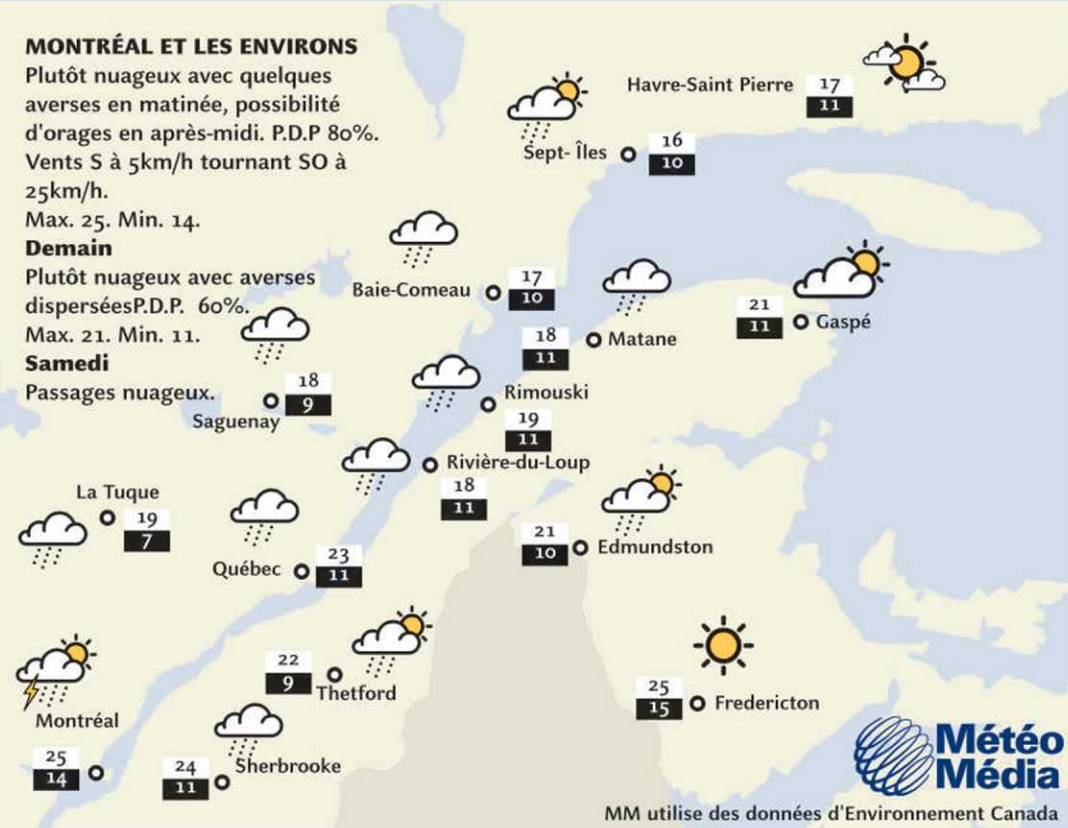 MONTRÉAL ET LES ENVIRONS
Plutôt nuageux avec quelques
averses en matinée, possibilité
d'orages en après-midi. P.D.P 80%.
Vents S à 5km/h tournant SO à
25km/h.
Max. 25. Min. 14.
Demain
Plutôt nuageux avec averses
disperséesP.D.P. 60%.
Max. 21. Min. 11.
Samedi
Passages nuageux.
Havre-Saint Pierre
17
11
Sept- Îles
16
10
Baie-Comeau
17
10
Matane
18
11
Gaspé
21
11
Saguenay
18
9
Rimouski
19
11
Rivière-du-Loup
18
11
La Tuque
19
7
Québec
23
11
Edmundston
21
10
Thetford
22
9
Fredericton
25
15
Montréal
25
14
Sherbrooke
24
11
Météo
Média
MM utilise des données d'Environnement Canada